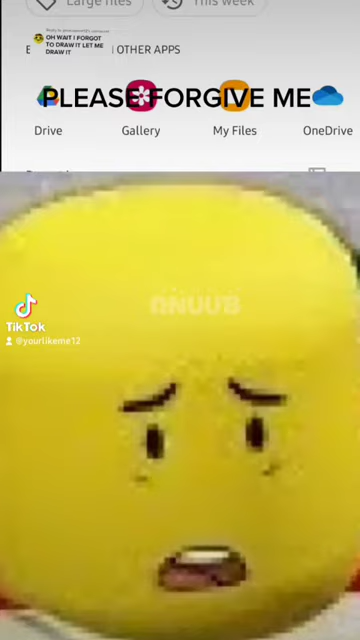 Large files
This week
OH WAIT I FORGOT
TO DRAW IT LET ME
DRAW IT
OTHER APPS
PLEASE FORGIVE ME
Drive
Gallery
My Files
OneDrive
TikTok
@yourlikeme12